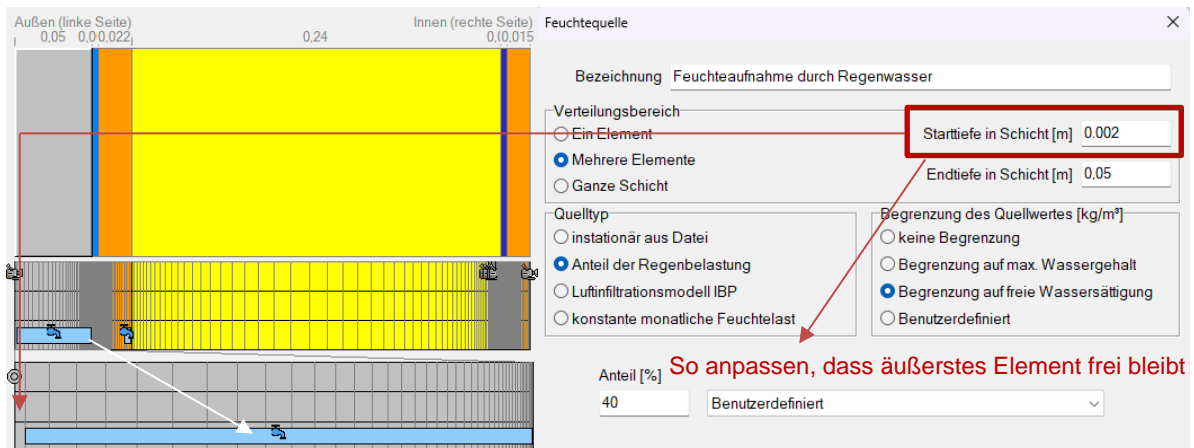 Außen (linke Seite)
Innen (rechte Seite)
0,05 0,0 0,022 0,24 0,0 0,015
Feuchtequelle
Bezeichnung Feuchteaufnahme durch Regenwasser
Verteilungsbereich
Ein Element
Starttiefe in Schicht [m] 0.002
Mehrere Elemente
Endtiefe in Schicht [m] 0,05
Ganze Schicht
Quelltyp
instationär aus Datei
Anteil der Regenbelastung
Luftinfiltrationsmodell IBP
konstante monatliche Feuchtelast
Begrenzung des Quellwertes [kg/m³]
keine Begrenzung
Begrenzung auf max. Wassergehalt
Begrenzung auf freie Wassersättigung
Benutzerdefiniert
So anpassen, dass äußerstes Element frei bleibt
Anteil [%]
40 Benutzerdefiniert